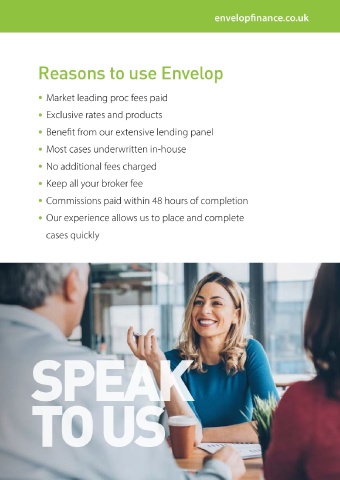 envelopfinance.co.uk
Reasons to use Envelop
• Market leading proc fees paid
• Exclusive rates and products
• Benefit from our extensive lending panel
• Most cases underwritten in-house
• No additional fees charged
• Keep all your broker fee
• Commissions paid within 48 hours of completion
• Our experience allows us to place and complete
cases quickly
SPEAK
TO US